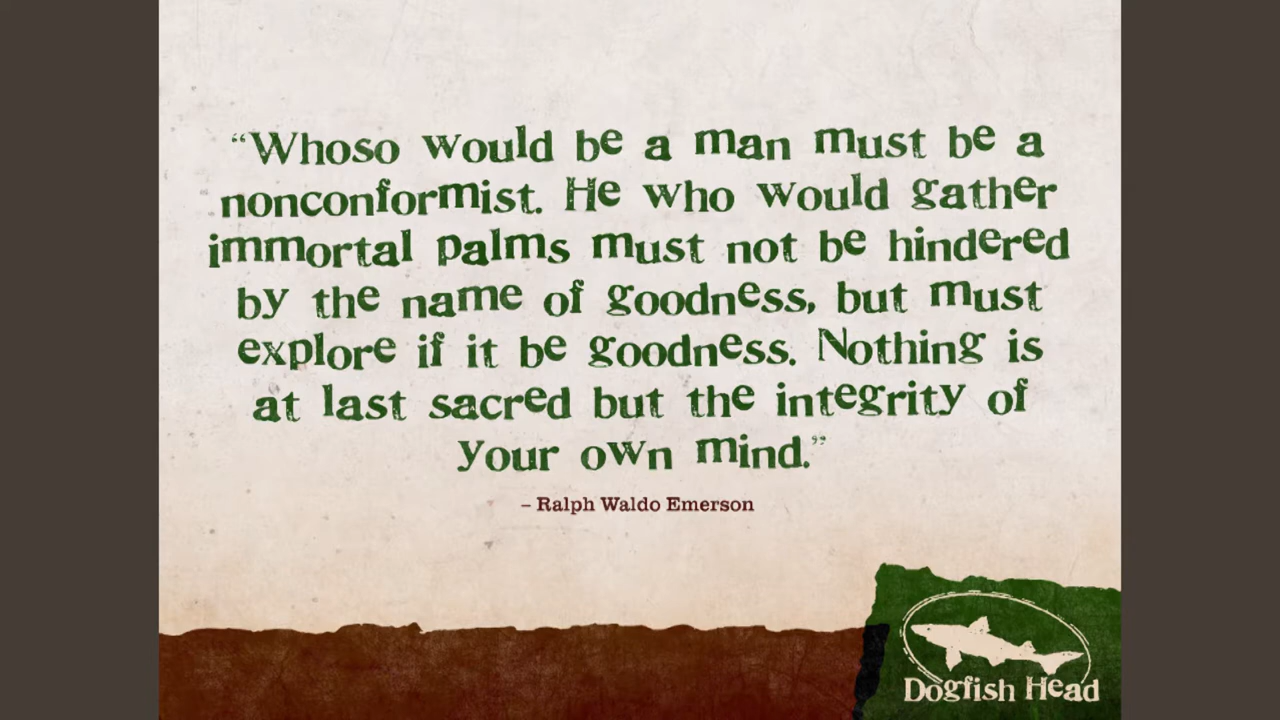 “Whoso would be a man must be a
nonconformist. He who would gather
immortal palms must not be hindered
by the name of goodness, but must
explore if it be goodness. Nothing is
at last sacred but the integrity of
your own mind.”
– Ralph Waldo Emerson
Dogfish Head